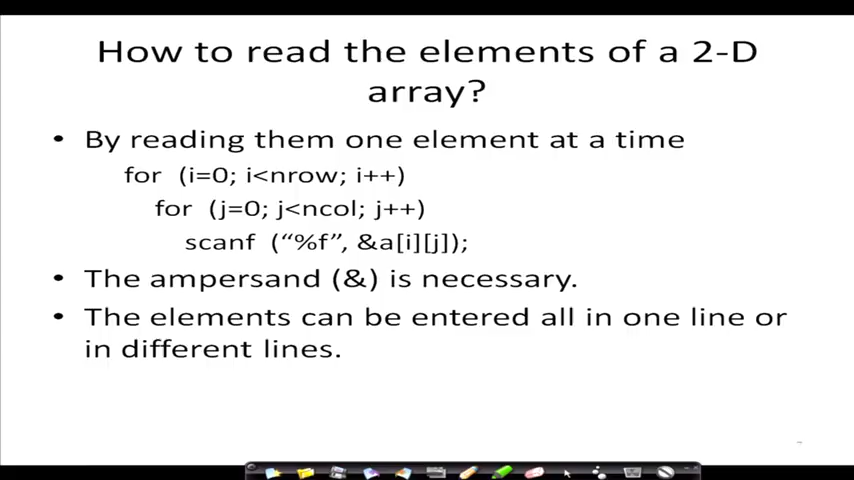 How to read the elements of a 2-D
array?
• By reading them one element at a time
for (i=0; i<nrow; i++)
for (j=0; j<ncol; j++)
scanf (“%f”, &a[i][j]);
• The ampersand (&) is necessary.
• The elements can be entered all in one line or
in different lines.